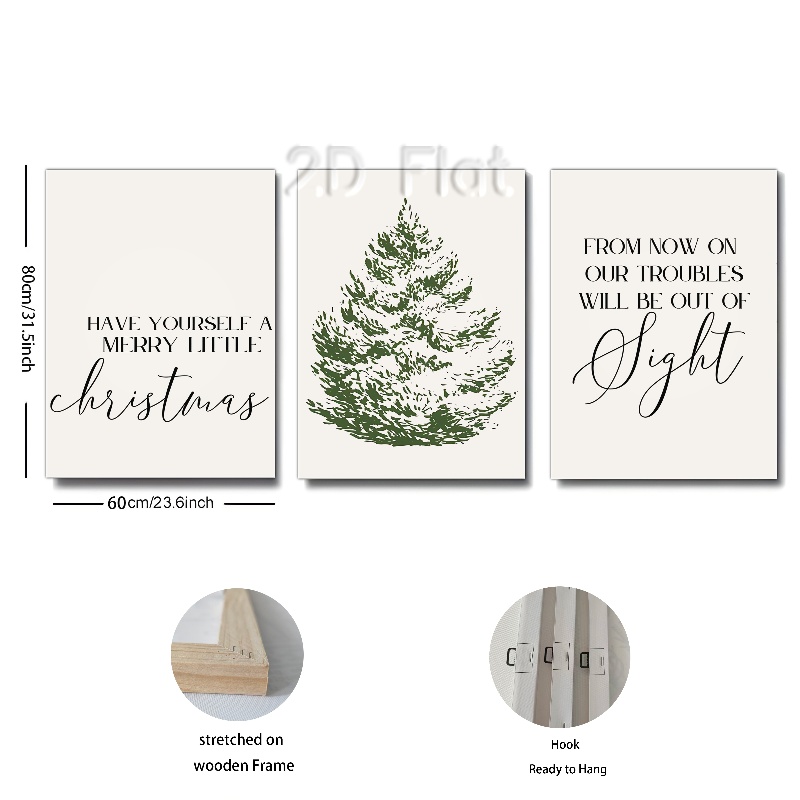 2D Flat
80cm/31.5inch
HAVE YOURSELF A
MERRY LITTLE
christmas
FROM NOW ON
OUR TROUBLES
WILL BE OUT OF
Sight
60cm/23.6inch
stretched on
wooden Frame
Hook
Ready to Hang